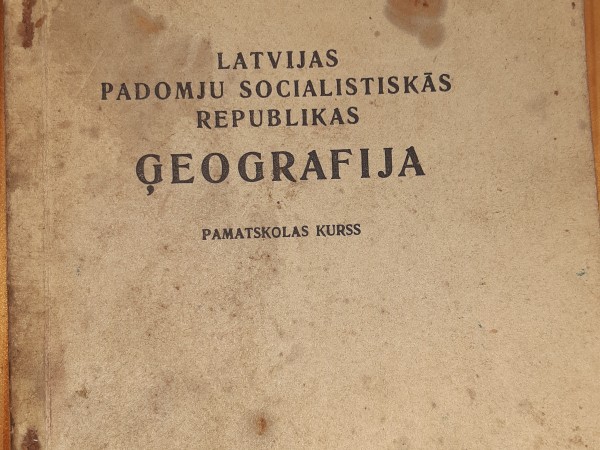 LATVIJAS
PADOMJU SOCIALISTISKĀS
REPUBLIKAS
ĢEOGRAFIJA
PAMATSKOLAS KURSS